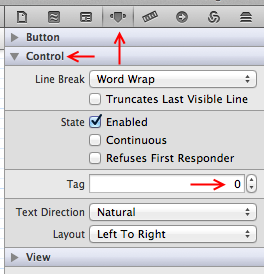 Button
Control
Line Break Word Wrap
Truncates Last Visible Line
State Enabled
Continuous
Refuses First Responder
Tag 0
Text Direction Natural
Layout Left To Right
View